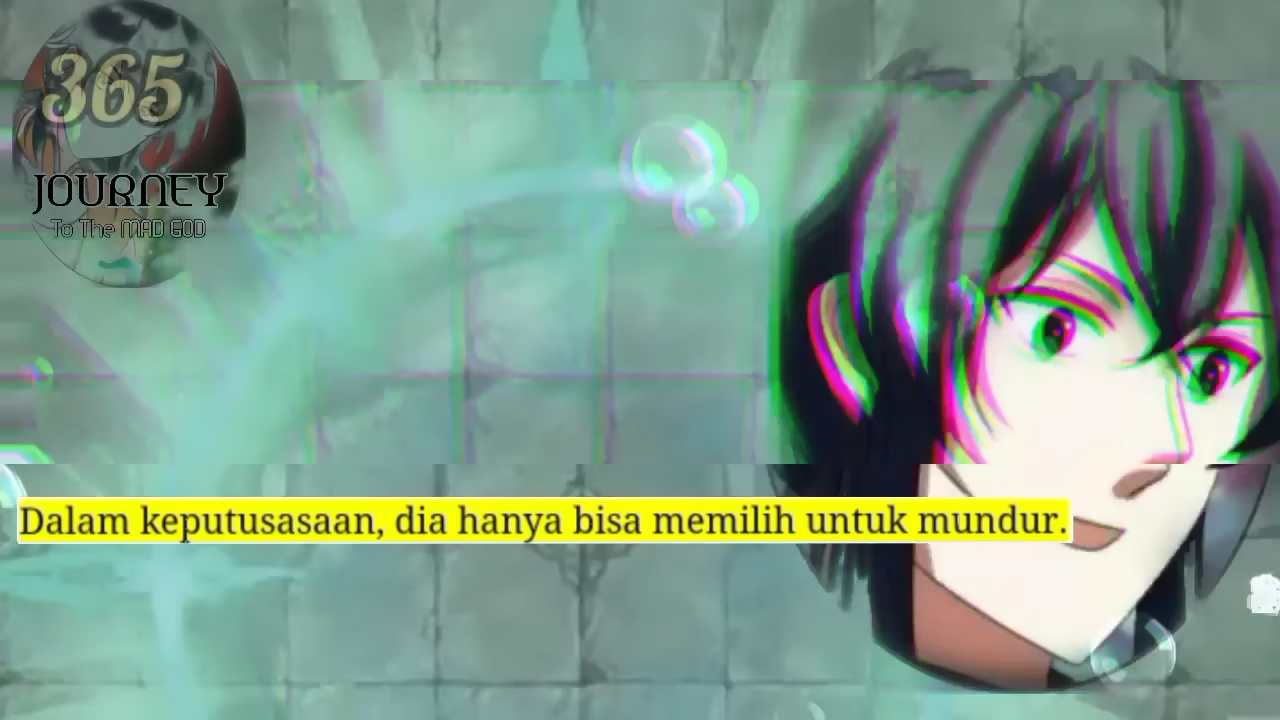 365
JOURNEY
To The MAD GOD
Dalam keputusasaan, dia hanya bisa memilih untuk mundur.